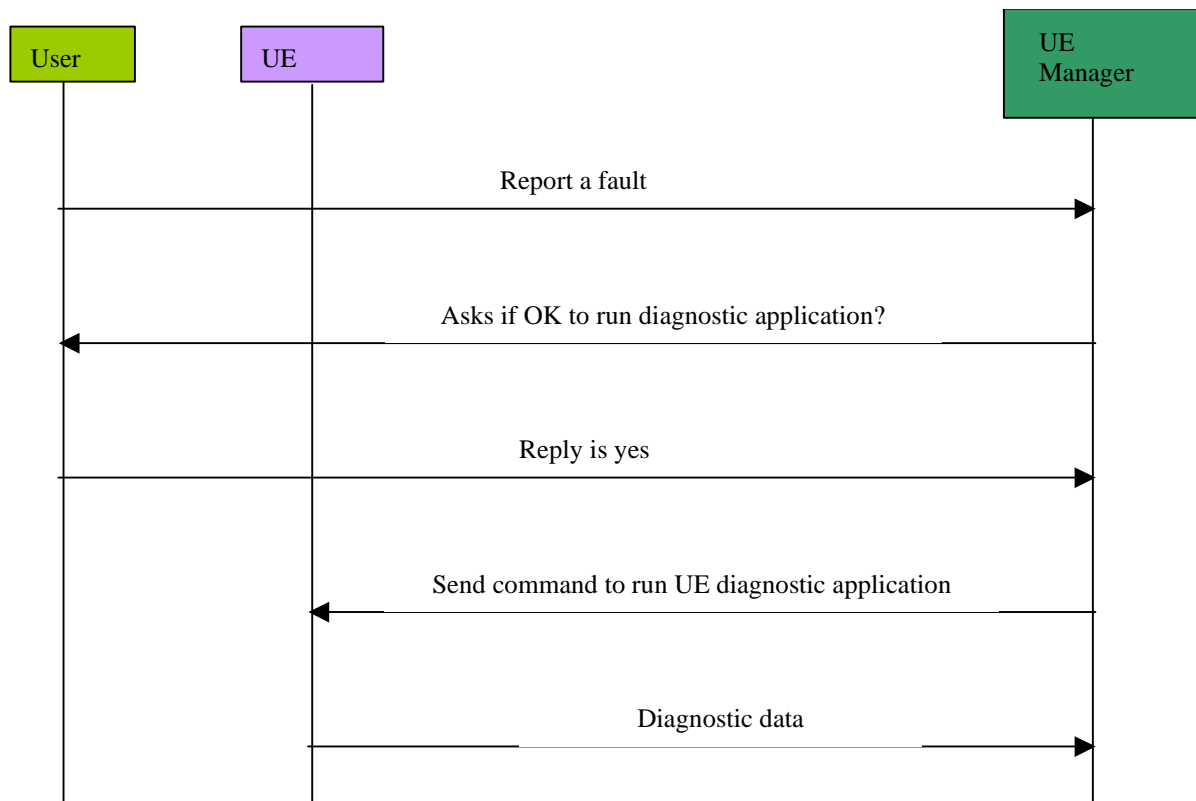 User
UE
UE
Manager
Report a fault
Asks if OK to run diagnostic application?
Reply is yes
Send command to run UE diagnostic application
Diagnostic data